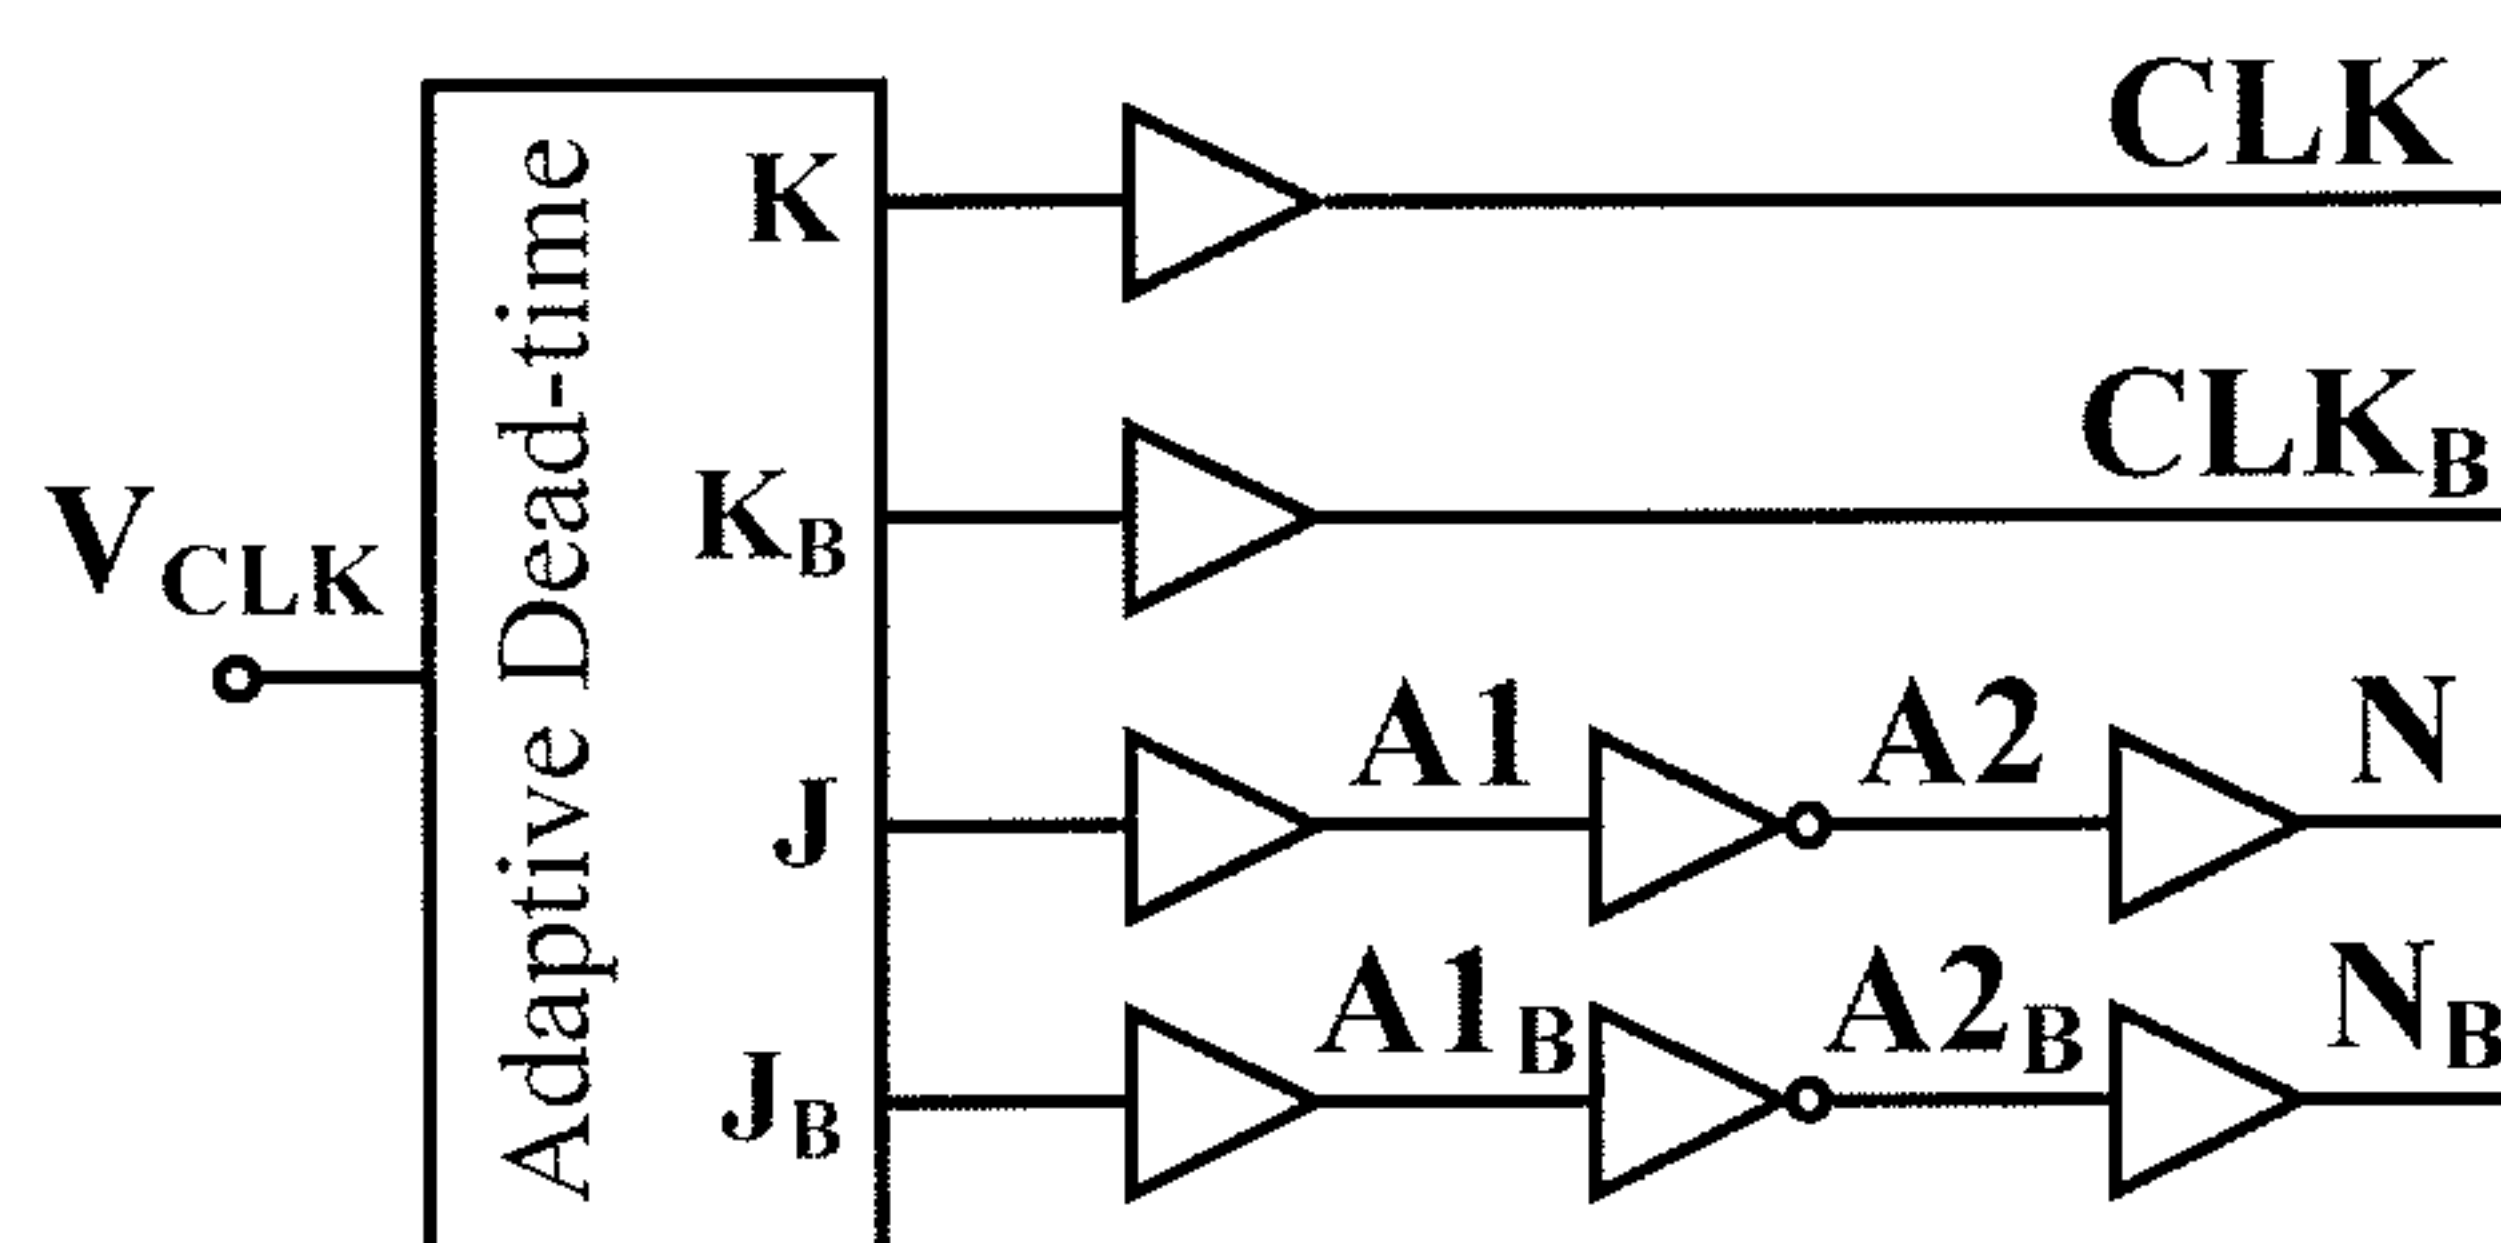 CLK
K
CLKB
KB
VCLK
Adaptive Dead-time
J
A1
A2
N
JB
A1B
A2B
NB